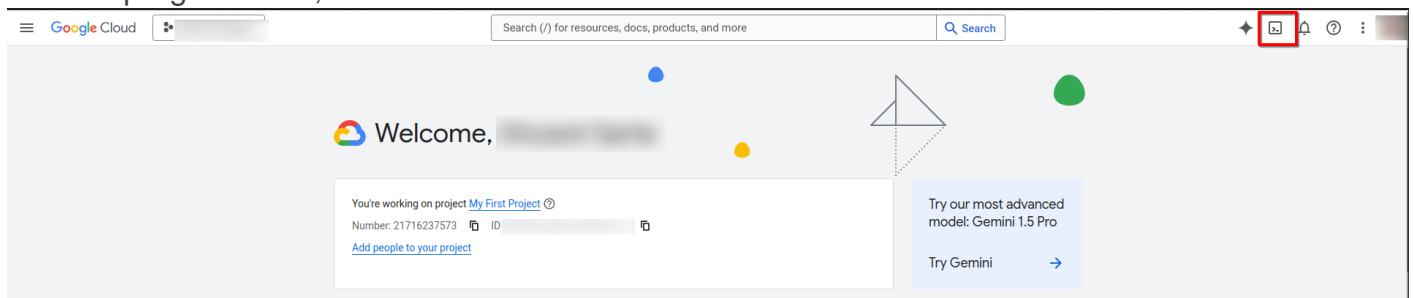 Google Cloud
Search (/) for resources, docs, products, and more
Search
Welcome,
You're working on project My First Project
Number: 21716237573 ID
Add people to your project
Try our most advanced
model: Gemini 1.5 Pro
Try Gemini